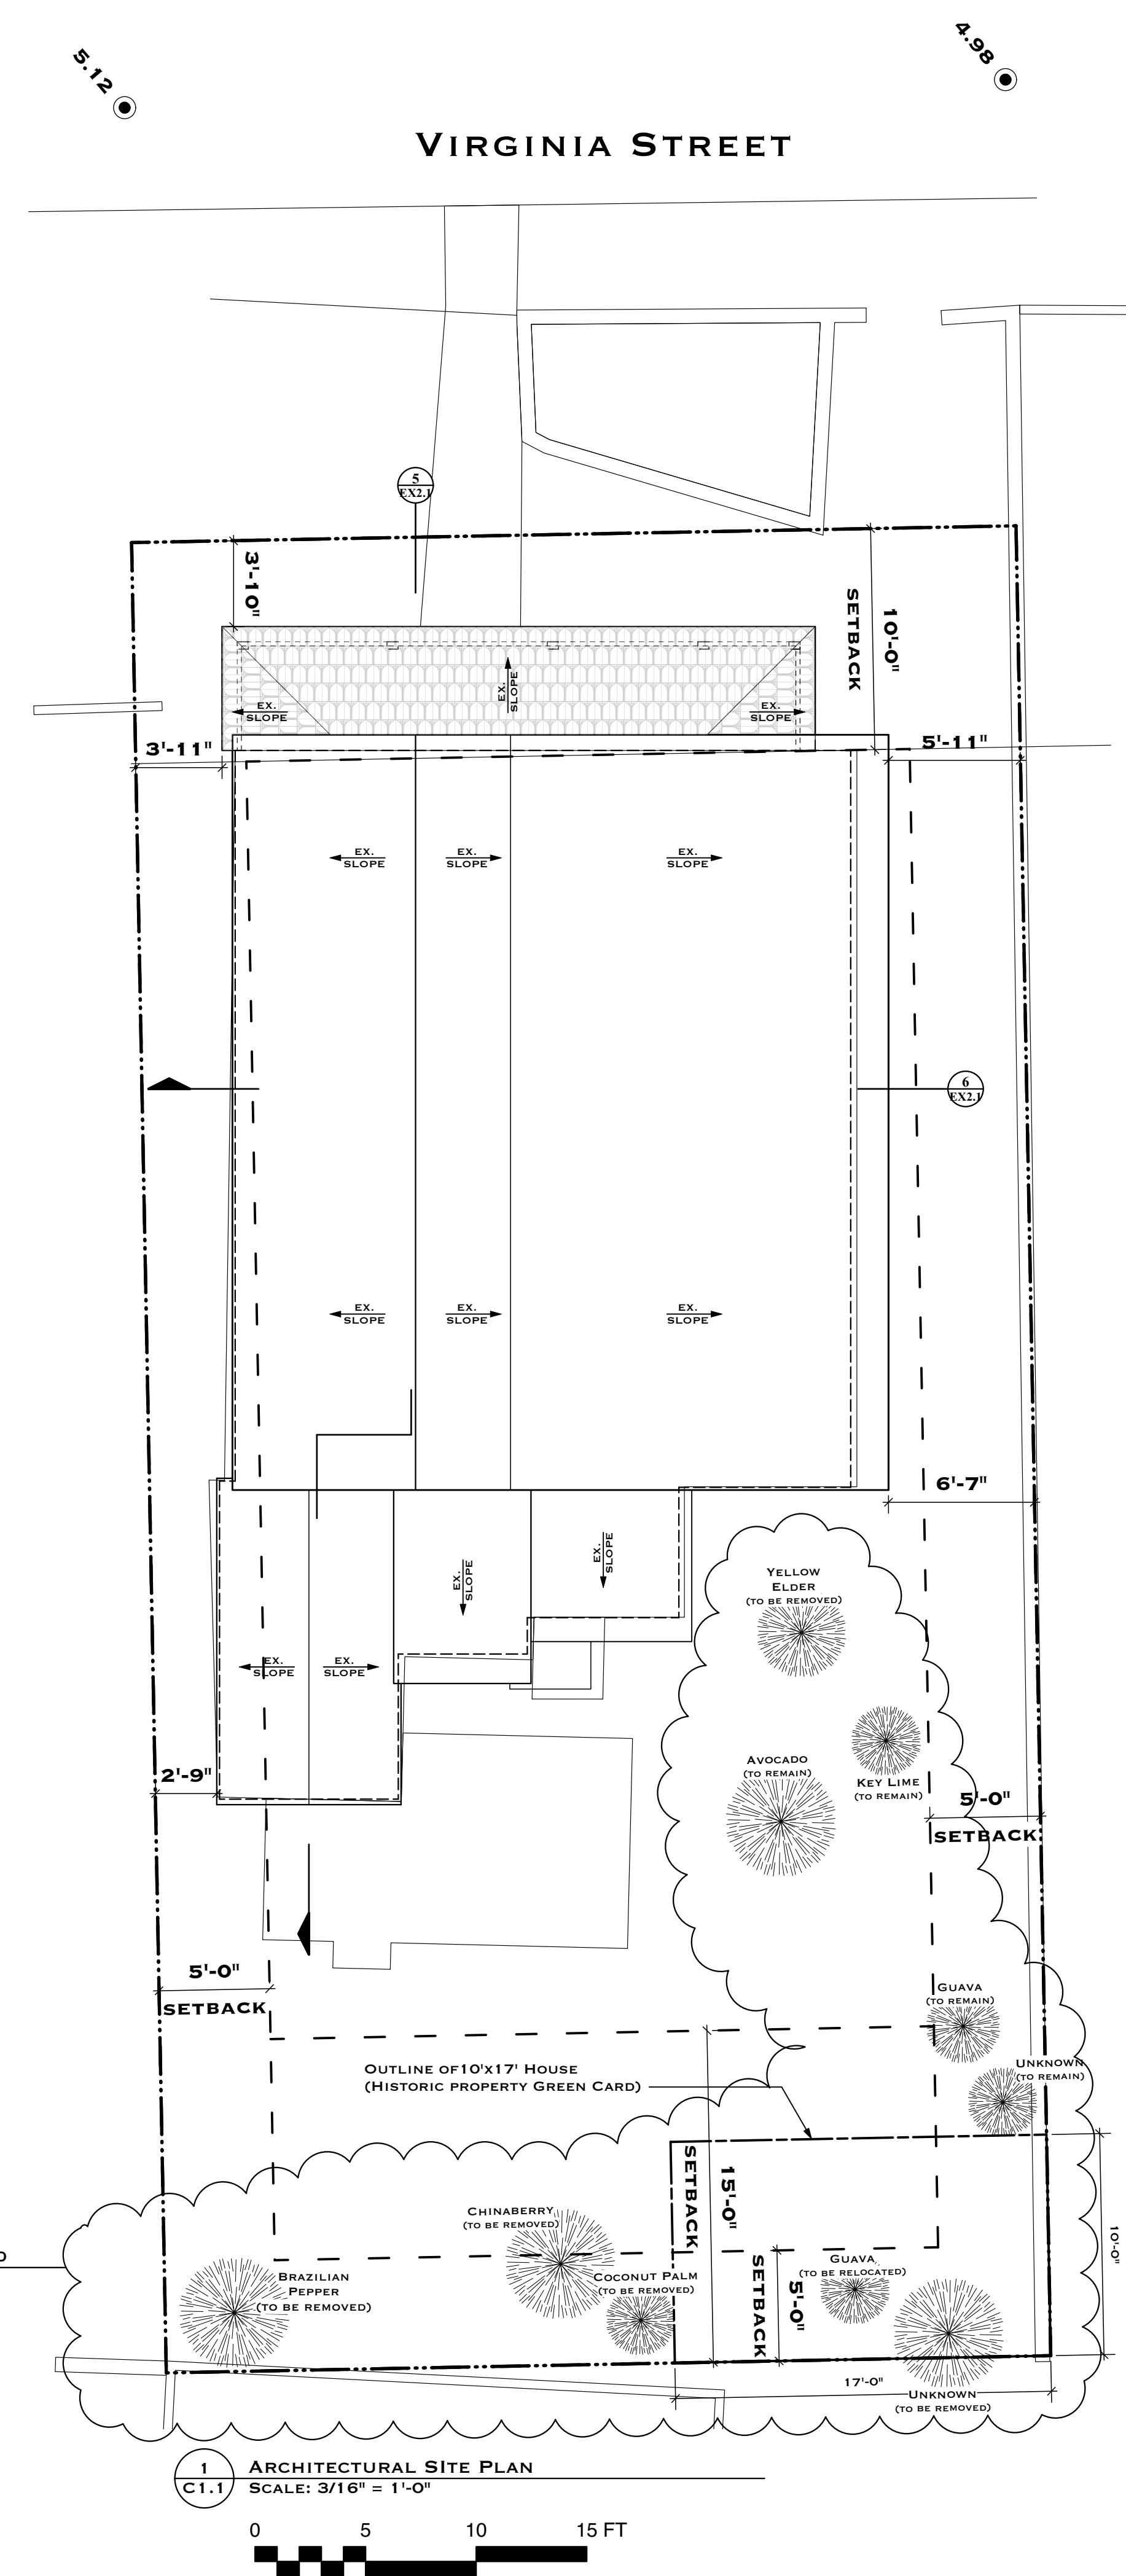 5.12
4.98
VIRGINIA STREET
5
EX2.1
3'-10"
SETBACK
10'-0"
EX.
SLOPE
EX.
SLOPE
EX.
SLOPE
3'-11"
5'-11"
EX.
SLOPE
EX.
SLOPE
EX.
SLOPE
6
EX2.1
EX.
SLOPE
EX.
SLOPE
EX.
SLOPE
6'-7"
EX.
SLOPE
EX.
SLOPE
YELLOW
ELDER
(TO BE REMOVED)
EX.
SLOPE
EX.
SLOPE
AVOCADO
(TO REMAIN)
KEY LIME
(TO REMAIN)
2'-9"
5'-0"
SETBACK
5'-0"
SETBACK
GUAVA
(TO REMAIN)
OUTLINE OF10'X17' HOUSE
(HISTORIC PROPERTY GREEN CARD)
UNKNOWN
(TO REMAIN)
SETBACK
15'-0"
10'-0"
CHINABERRY
(TO BE REMOVED)
BRAZILIAN
PEPPER
(TO BE REMOVED)
COCONUT PALM
(TO BE REMOVED)
SETBACK
5'-0"
GUAVA
(TO BE RELOCATED)
17'-0"
UNKNOWN
(TO BE REMOVED)
1
C1.1
ARCHITECTURAL SITE PLAN
SCALE: 3/16" = 1'-0"
0 5 10 15 FT